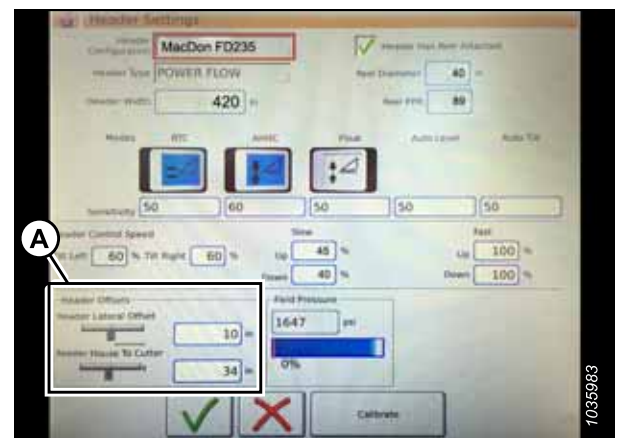 Header Settings
Header Configuration MacDon FD235 Header Has Reel Attached
Header Type POWER FLOW Reel Diameter 40 in
Header Width 420 in Reel PPR 89
Modes RTC AHHC Float Auto Level Auto Tilt
Sensitivity 50 60 50 50 50
Header Control Speed Slow Fast
Tilt Left 60 % Tilt Right 60 % Up 45 % Up 100 %
Down 40 % Down 100 %
A
Header Offsets Field Pressure
Header Lateral Offset 1647 psi
10 in
Feeder House To Cutter
34 in 0%
Calibrate
1035983